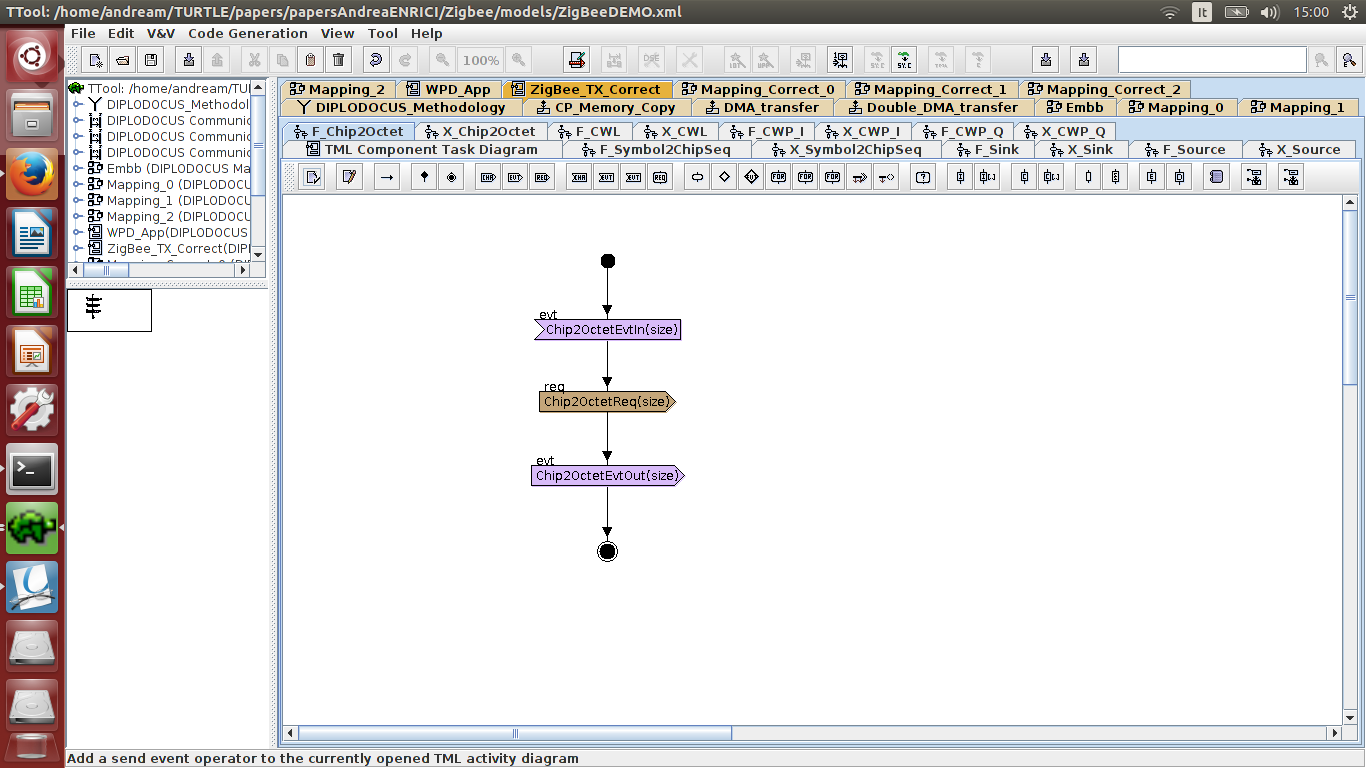 TTool: /home/andream/TURTLE/papers/papersAndreaENRICI/Zigbee/models/ZigBeeDEMO.xml
It
15:00
File Edit V&V Code Generation View Tool Help
100%
TTool: /home/andream/TU
DIPLODOCUS_Methodol
DIPLODOCUS Communic
DIPLODOCUS Communic
DIPLODOCUS Communic
Embb (DIPLODOCUS Ma
Mapping_0 (DIPLODOCU
Mapping_1 (DIPLODOCU
Mapping_2 (DIPLODOCU
WPD_App(DIPLODOCUS
ZigBee_TX_Correct(DIP
Mapping_2 WPD_App ZigBee_TX_Correct Mapping_Correct_0 Mapping_Correct_1 Mapping_Correct_2
DIPLODOCUS_Methodology CP_Memory_Copy DMA_transfer Double_DMA_transfer Embb Mapping_0 Mapping_1
F_Chip2Octet X_Chip2Octet F_CWL X_CWL F_CWP_I X_CWP_I F_CWP_Q X_CWP_Q
TML Component Task Diagram F_Symbol2ChipSeq X_Symbol2ChipSeq F_Sink X_Sink F_Source X_Source
evt
Chip2OctetEvtIn(size)
req
Chip2OctetReq(size)
evt
Chip2OctetEvtOut(size)
Add a send event operator to the currently opened TML activity diagram